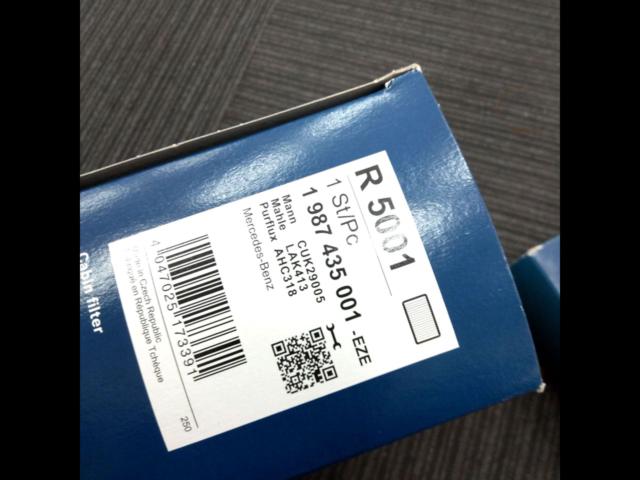 R 5001
1 St/Pc
1 987 435 001 -EZE
Mann CUK29005
Mahle LAK413
Purflux AHC318
Mercedes-Benz
4 047025 173391
Made in Czech Republic
en République Tchèque
250
Cabin filter